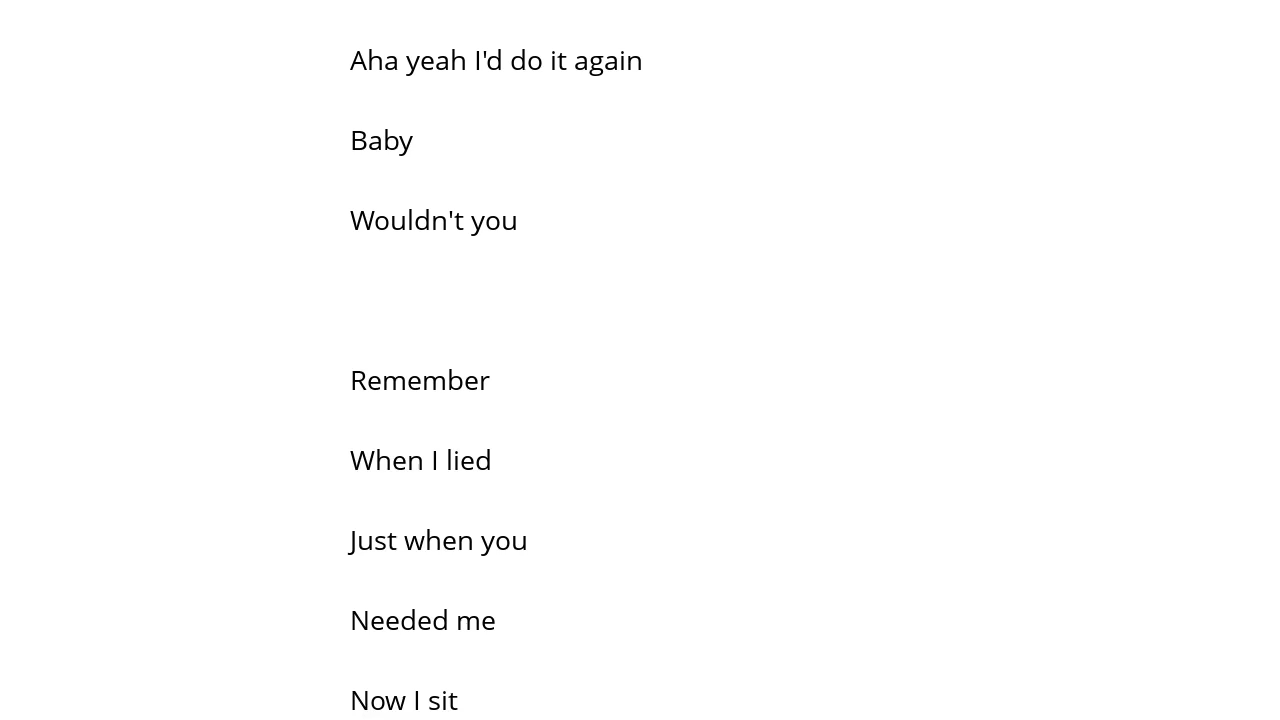 Aha yeah I'd do it again
Baby
Wouldn't you
Remember
When I lied
Just when you
Needed me
Now I sit